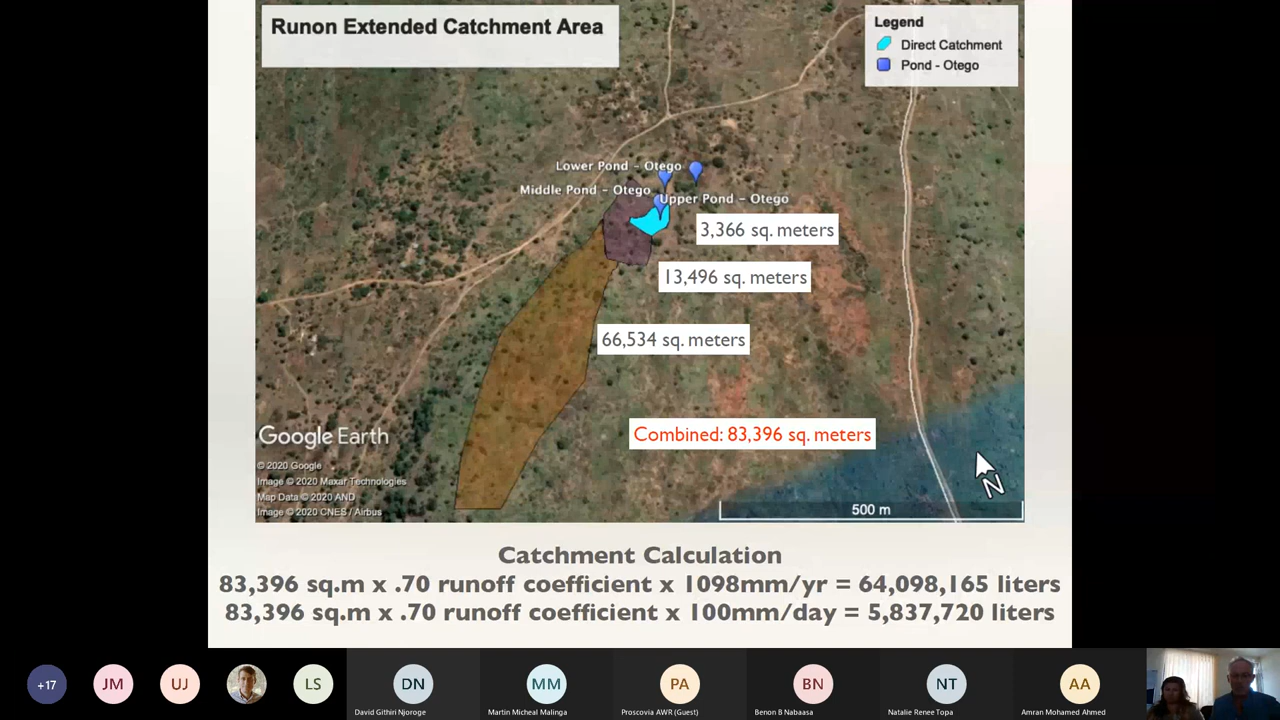 Runon Extended Catchment Area
Legend
Direct Catchment
Pond - Otego
Lower Pond - Otego
Middle Pond - Otego
Upper Pond - Otego
3,366 sq. meters
13,496 sq. meters
66,534 sq. meters
Combined: 83,396 sq. meters
Google Earth
© 2020 Google
Image © 2020 Maxar Technologies
Map Data © 2020 AND
Image © 2020 CNES / Airbus
N
500 m
Catchment Calculation
83,396 sq.m x .70 runoff coefficient x 1098mm/yr = 64,098,165 liters
83,396 sq.m x .70 runoff coefficient x 100mm/day = 5,837,720 liters
+17
JM
UJ
LS
DN
MM
PA
BN
NT
AA
David Githiri Njoroge
Martin Micheal Malinga
Proscovia AWR (Guest)
Benon B Nabaasa
Natalie Renee Topa
Amran Mohamed Ahmed